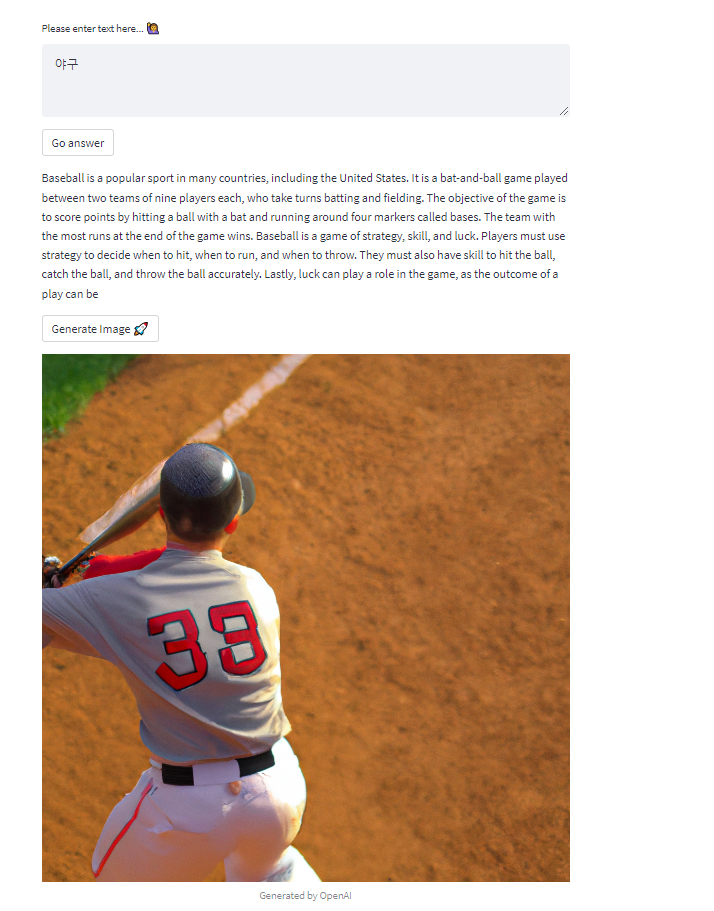 Please enter text here... 🙋
야구
Go answer
Baseball is a popular sport in many countries, including the United States. It is a bat-and-ball game played
between two teams of nine players each, who take turns batting and fielding. The objective of the game is
to score points by hitting a ball with a bat and running around four markers called bases. The team with
the most runs at the end of the game wins. Baseball is a game of strategy, skill, and luck. Players must use
strategy to decide when to hit, when to run, and when to throw. They must also have skill to hit the ball,
catch the ball, and throw the ball accurately. Lastly, luck can play a role in the game, as the outcome of a
play can be
Generate Image 🚀
33
Generated by OpenAI